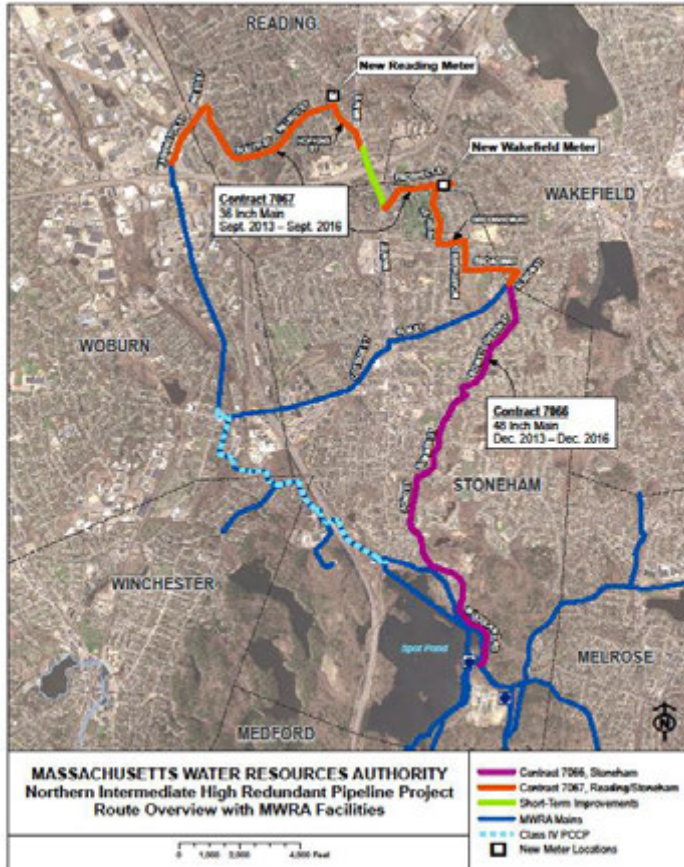 READING
New Reading Meter
New Wakefield Meter
WAKEFIELD
Contract 7067
36 Inch Main
Sept. 2013 – Sept. 2016
WOBURN
Contract 7066
48 Inch Main
Dec. 2013 – Dec. 2016
STONEHAM
WINCHESTER
Spot Pond
MELROSE
MEDFORD
N
MASSACHUSETTS WATER RESOURCES AUTHORITY
Northern Intermediate High Redundant Pipeline Project
Route Overview with MWRA Facilities
0 1,000 2,000 4,000 Feet
Contract 7066, Stoneham
Contract 7067, Reading/Stoneham
Short-Term Improvements
MWRA Mains
Class IV PCCP
New Meter Locations